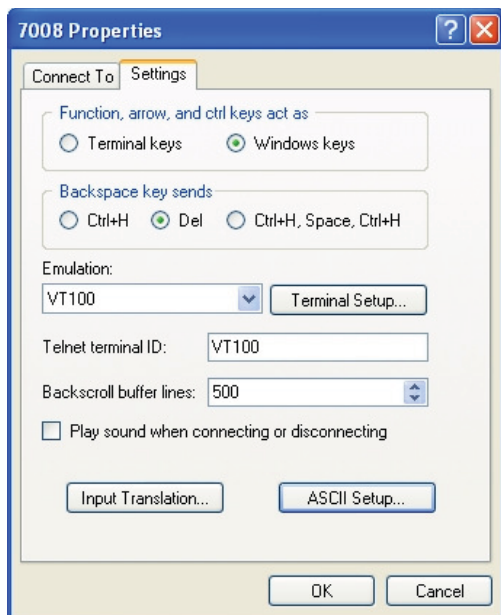 7008 Properties
Connect To Settings
Function, arrow, and ctrl keys act as
Terminal keys Windows keys
Backspace key sends
Ctrl+H Del Ctrl+H, Space, Ctrl+H
Emulation:
VT100 Terminal Setup...
Telnet terminal ID: VT100
Backscroll buffer lines: 500
Play sound when connecting or disconnecting
Input Translation... ASCII Setup...
OK Cancel